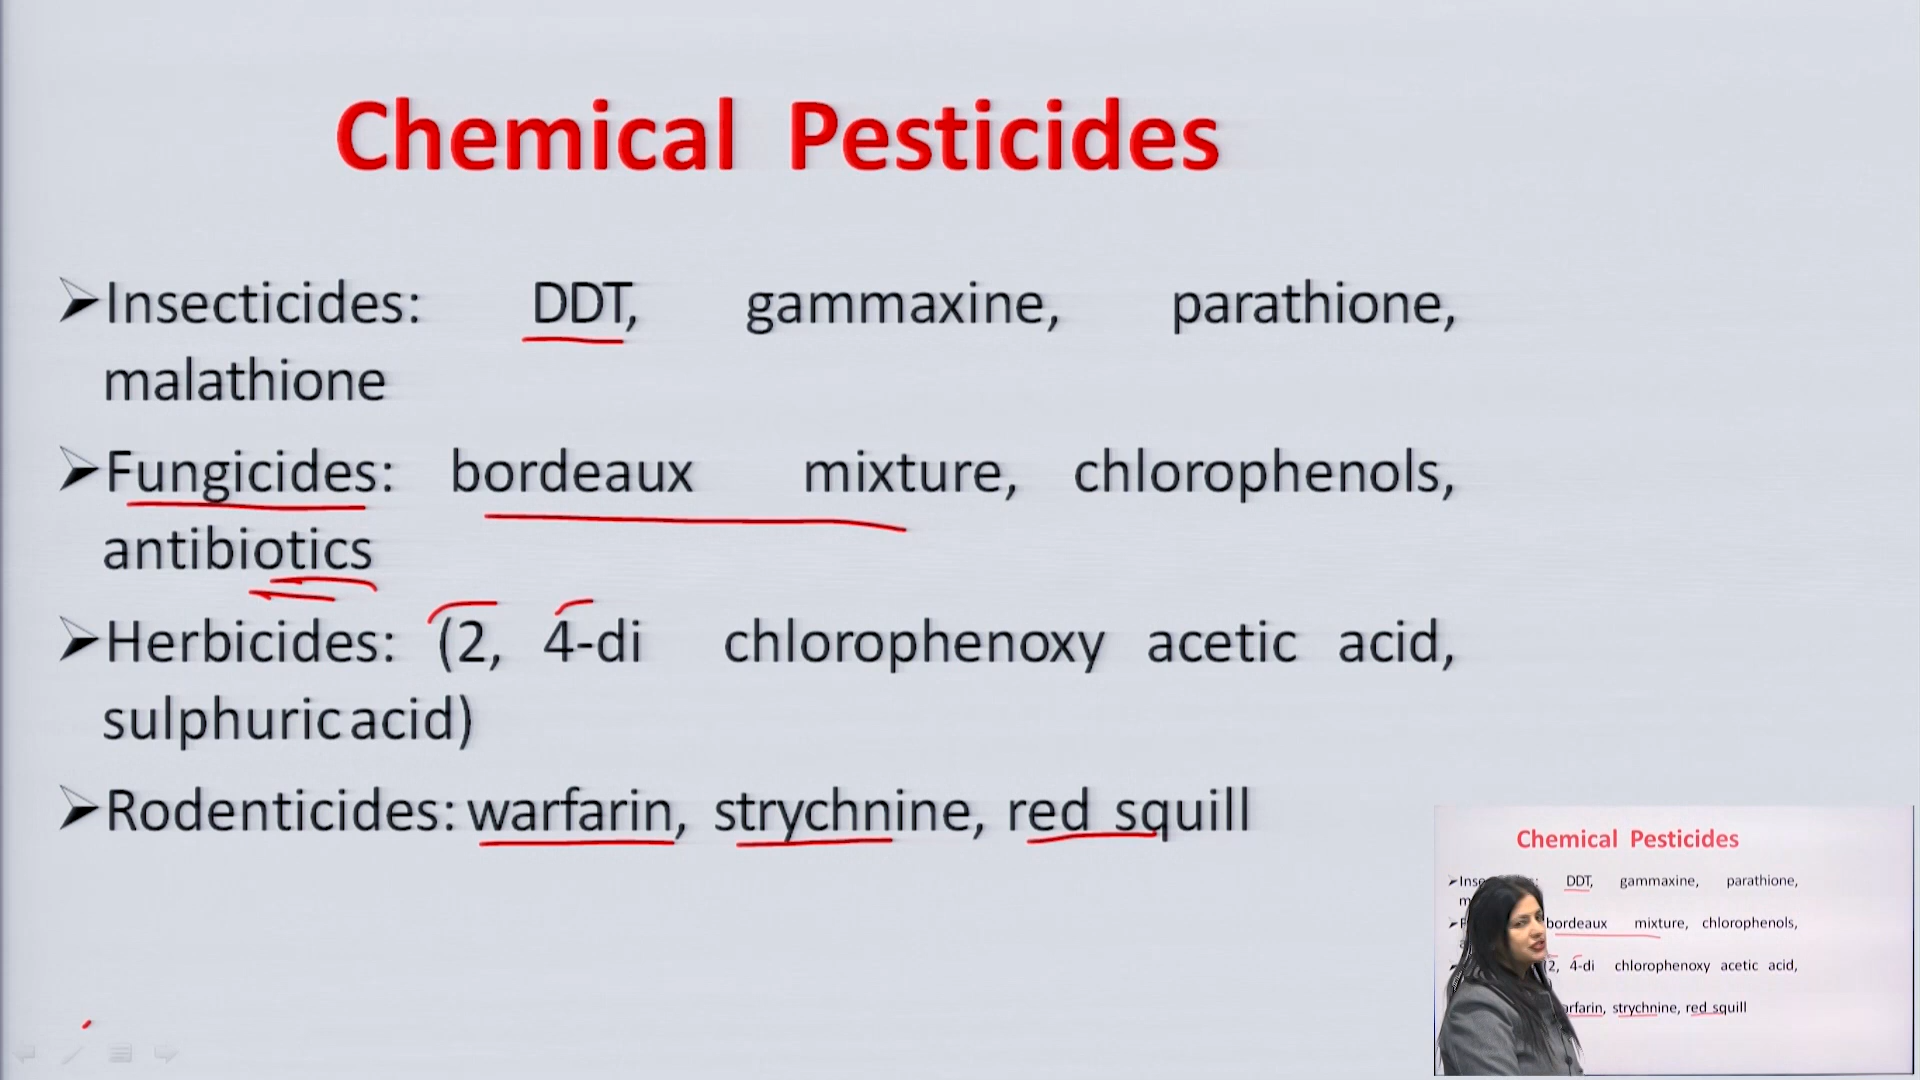 Chemical Pesticides
➢Insecticides: DDT, gammaxine, parathione,
malathione
➢Fungicides: bordeaux mixture, chlorophenols,
antibiotics
➢Herbicides: (2, 4-di chlorophenoxy acetic acid,
sulphuric acid)
➢Rodenticides: warfarin, strychnine, red squill
Chemical Pesticides
➢Inse DDT, gammaxine, parathione,
m
bordeaux mixture, chlorophenols,
2, 4-di chlorophenoxy acetic acid,
arfarin, strychnine, red squill